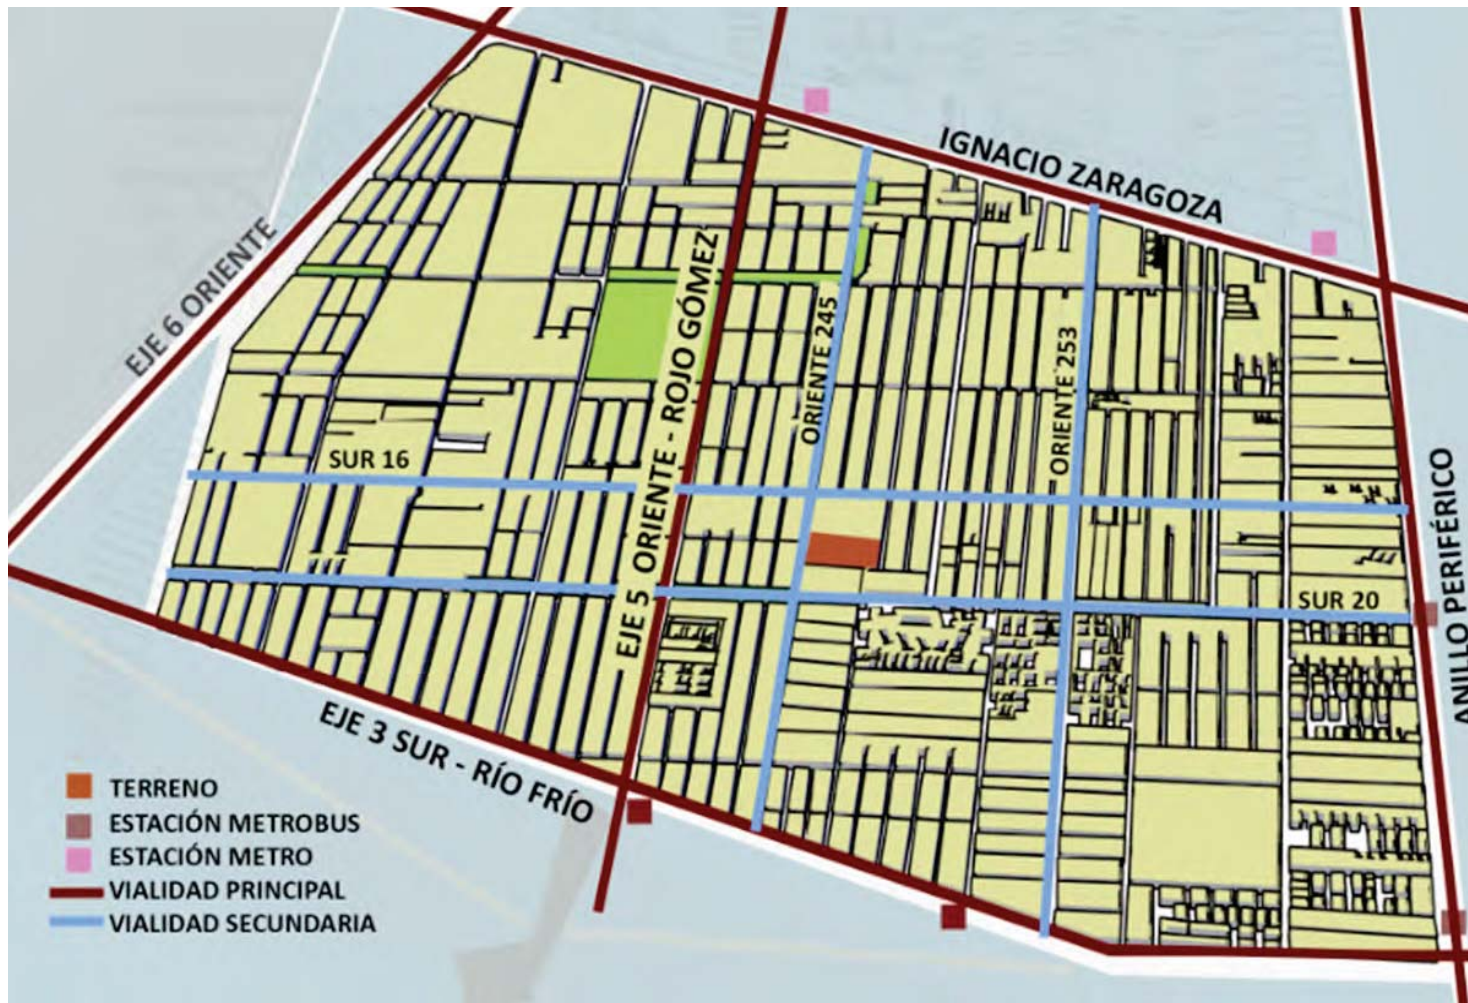 IGNACIO ZARAGOZA
EJE 6 ORIENTE
EJE 5 ORIENTE - ROJO GÓMEZ
ORIENTE 245
ORIENTE 253
SUR 16
ANILLO PERIFÉRICO
SUR 20
EJE 3 SUR - RÍO FRÍO
TERRENO
ESTACIÓN METROBUS
ESTACIÓN METRO
VIALIDAD PRINCIPAL
VIALIDAD SECUNDARIA